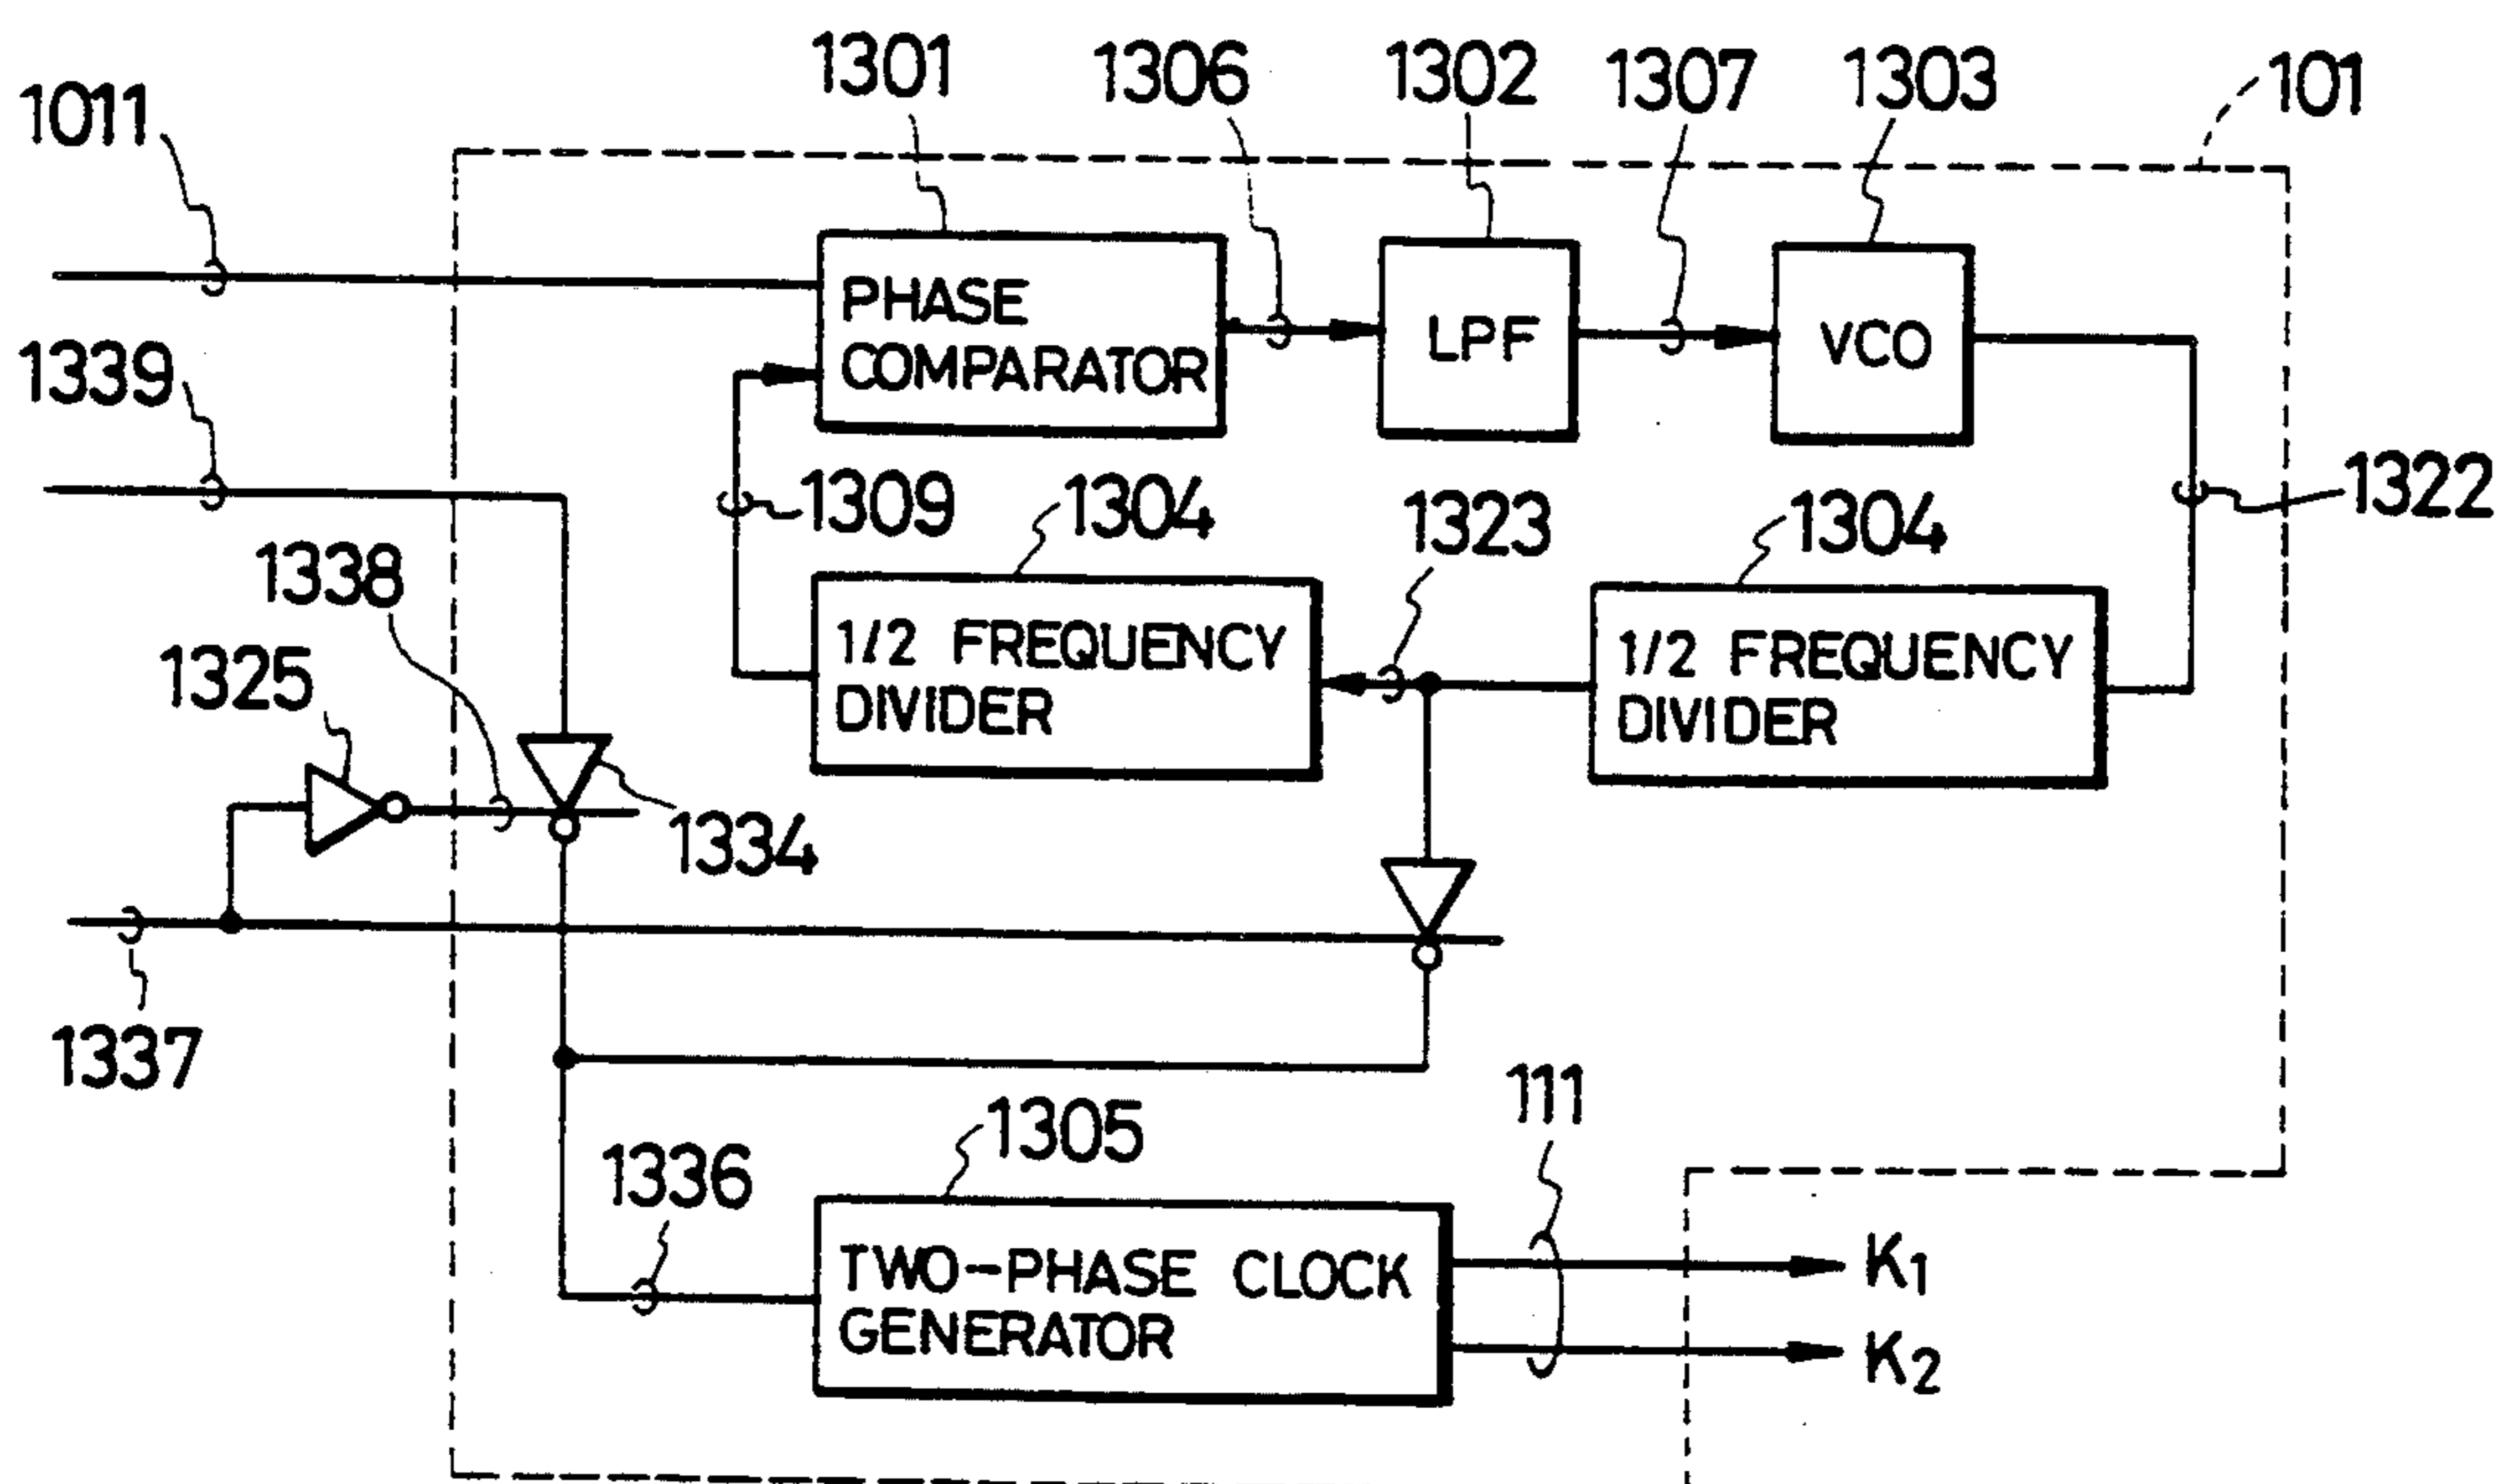 1301
1306
1302
1307
1303
101
1011
PHASE
COMPARATOR
LPF
VCO
1339
1309
1304
1323
1304
1322
1338
1/2 FREQUENCY
DIVIDER
1/2 FREQUENCY
DIVIDER
1325
1334
1337
111
1305
1336
TWO-PHASE CLOCK
GENERATOR
K1
K2